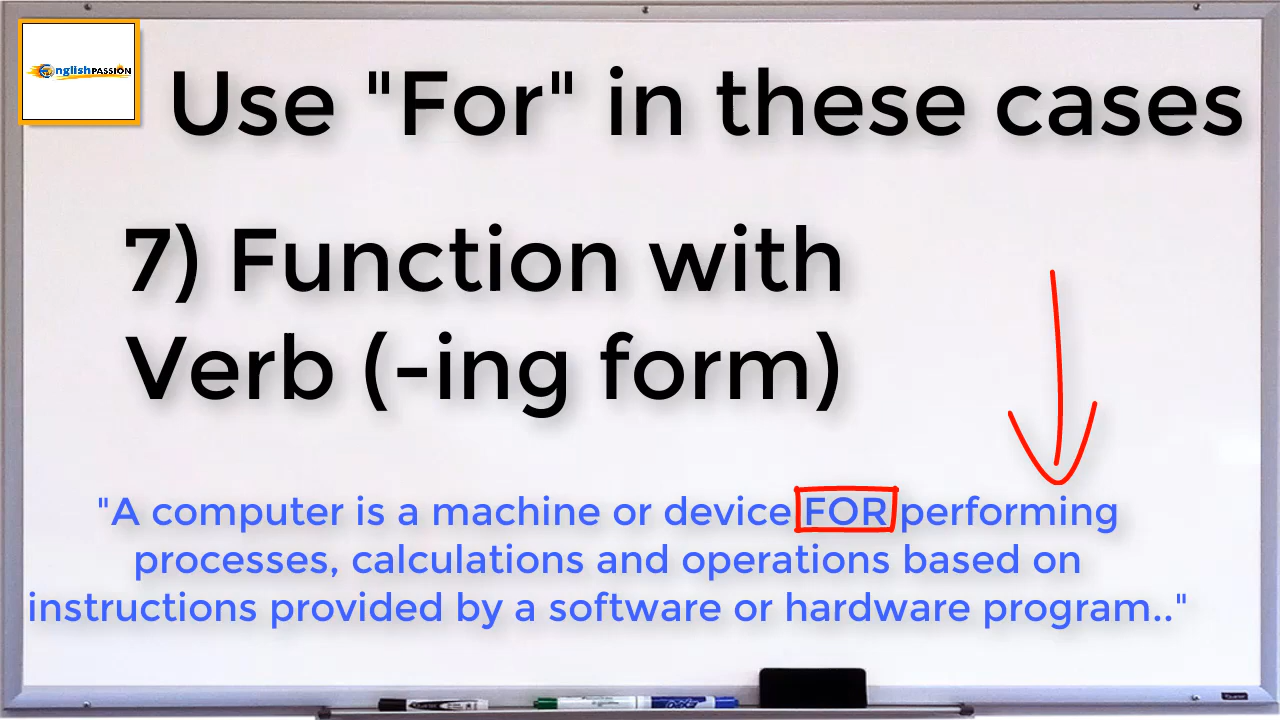 EnglishPASSION
Use "For" in these cases
7) Function with
Verb (-ing form)
"A computer is a machine or device FOR performing
processes, calculations and operations based on
instructions provided by a software or hardware program.."